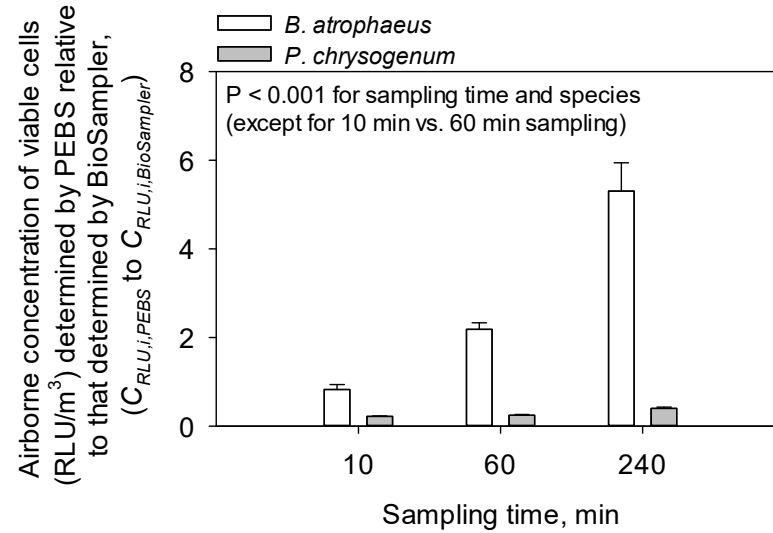 B. atrophaeus
P. chrysogenum
Airborne concentration of viable cells
(RLU/m³) determined by PEBS relative
to that determined by BioSampler,
(C_RLU,i,PEBS to C_RLU,i,BioSampler)
8
6
4
2
0
P < 0.001 for sampling time and species
(except for 10 min vs. 60 min sampling)
10 60 240
Sampling time, min